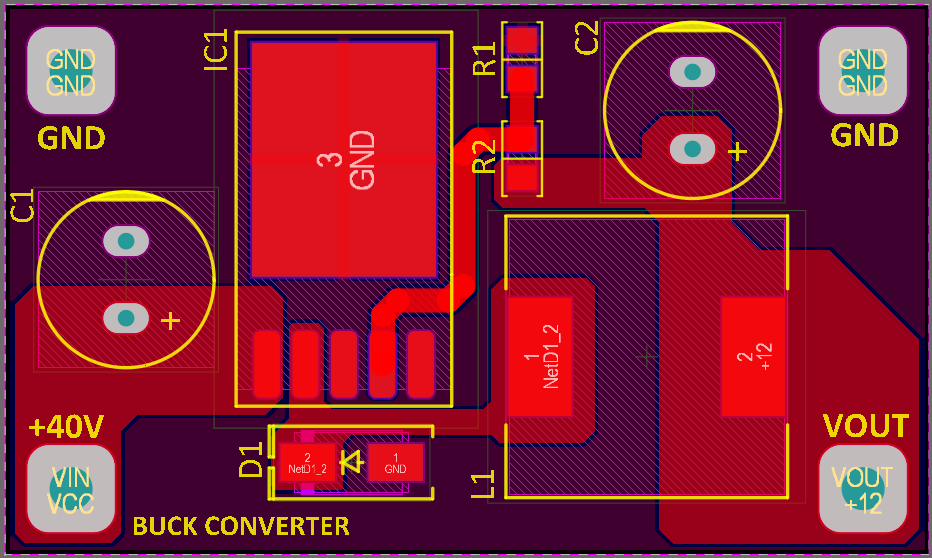 GND
GND
GND
C1
+
+40V
VIN
VCC
IC1
3
GND
R1
R2
C2
+
GND
GND
GND
1
NetD1_2
2
+12
L1
D1
2
NetD1_2
1
GND
VOUT
VOUT
+12
BUCK CONVERTER